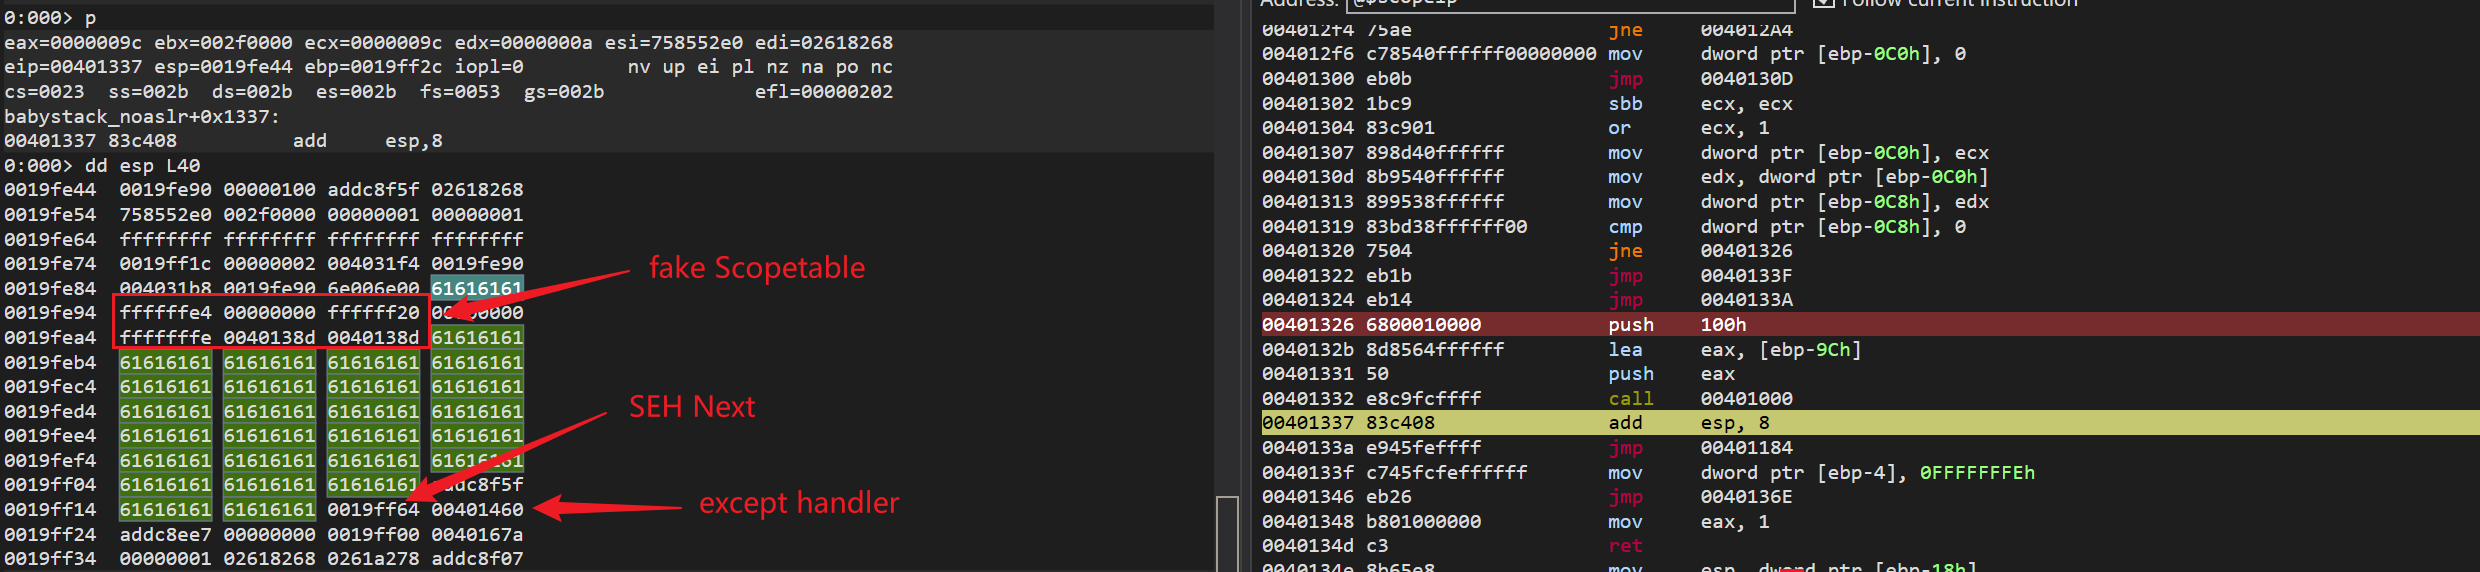 0:000> p
eax=0000009c ebx=002f0000 ecx=0000009c edx=0000000a esi=758552e0 edi=02618268
eip=00401337 esp=0019fe44 ebp=0019ff2c iopl=0         nv up ei pl nz na po nc
cs=0023  ss=002b  ds=002b  es=002b  fs=0053  gs=002b             efl=00000202
babystack_noaslr+0x1337:
00401337 83c408          add     esp,8
0:000> dd esp L40
0019fe44  0019fe90 00000100 addc8f5f 02618268
0019fe54  758552e0 002f0000 00000001 00000001
0019fe64  ffffffff ffffffff ffffffff ffffffff
0019fe74  0019ff1c 00000002 004031f4 0019fe90
0019fe84  004031b8 0019fe90 6e006e00 61616161
0019fe94  ffffffe4 00000000 ffffff20 00000000
0019fea4  fffffffe 0040138d 0040138d 61616161
0019feb4  61616161 61616161 61616161 61616161
0019fec4  61616161 61616161 61616161 61616161
0019fed4  61616161 61616161 61616161 61616161
0019fee4  61616161 61616161 61616161 61616161
0019fef4  61616161 61616161 61616161 61616161
0019ff04  61616161 61616161 61616161 addc8f5f
0019ff14  61616161 61616161 0019ff64 00401460
0019ff24  addc8ee7 00000000 0019ff00 0040167a
0019ff34  00000001 02618268 0261a278 addc8f07
fake Scopetable
SEH Next
except handler
Address: @$scopeip
Follow current instruction
004012f4 75ae                 jne     004012A4
004012f6 c78540ffffff00000000 mov     dword ptr [ebp-0C0h], 0
00401300 eb0b                 jmp     0040130D
00401302 1bc9                 sbb     ecx, ecx
00401304 83c901               or      ecx, 1
00401307 898d40ffffff         mov     dword ptr [ebp-0C0h], ecx
0040130d 8b9540ffffff         mov     edx, dword ptr [ebp-0C0h]
00401313 899538ffffff         mov     dword ptr [ebp-0C8h], edx
00401319 83bd38ffffff00       cmp     dword ptr [ebp-0C8h], 0
00401320 7504                 jne     00401326
00401322 eb1b                 jmp     0040133F
00401324 eb14                 jmp     0040133A
00401326 6800010000           push    100h
0040132b 8d8564ffffff         lea     eax, [ebp-9Ch]
00401331 50                   push    eax
00401332 e8c9fcffff           call    00401000
00401337 83c408               add     esp, 8
0040133a e945feffff           jmp     00401184
0040133f c745fcfeffffff       mov     dword ptr [ebp-4], 0FFFFFFFEh
00401346 eb26                 jmp     0040136E
00401348 b801000000           mov     eax, 1
0040134d c3                   ret
0040134e 8b65e8               mov     esp, dword ptr [ebp-18h]